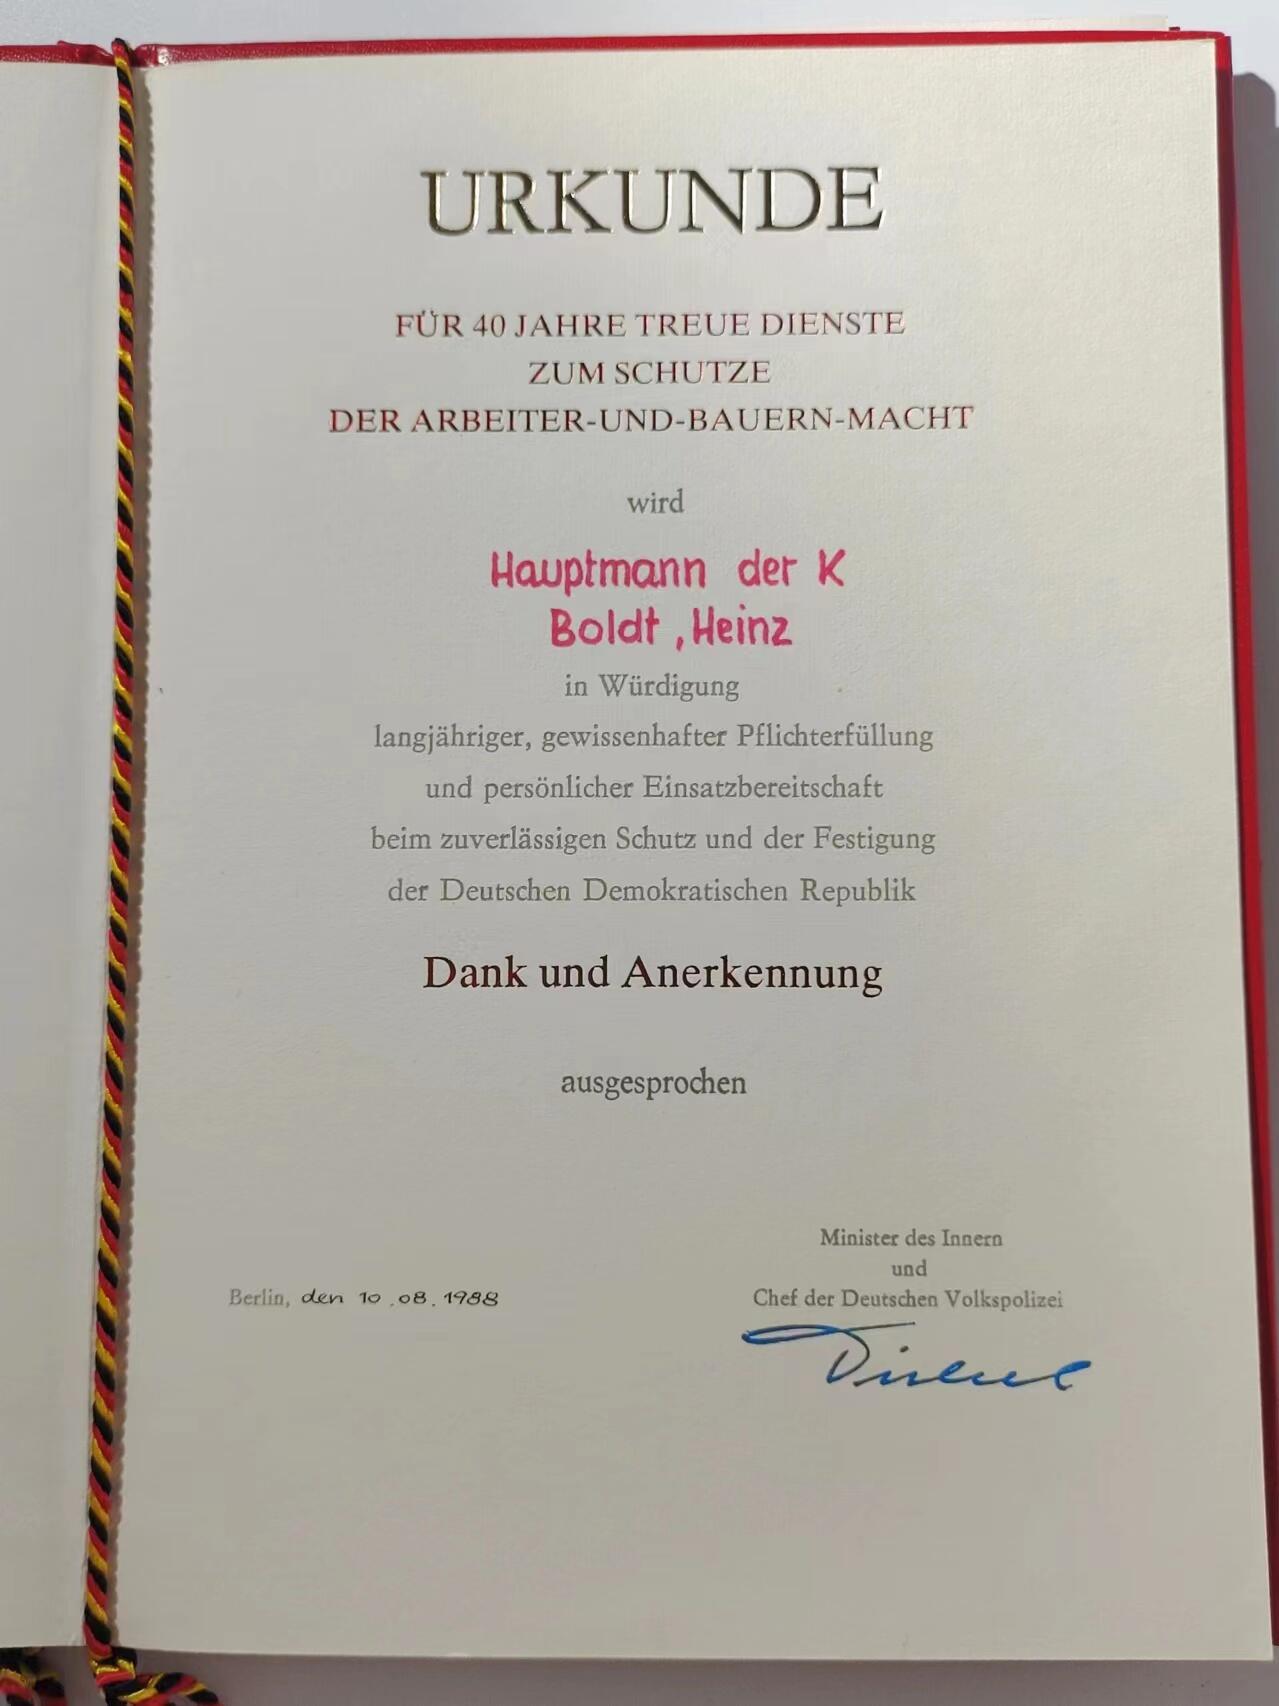 URKUNDE
FÜR 40 JAHRE TREUE DIENSTE
ZUM SCHUTZE
DER ARBEITER-UND-BAUERN-MACHT
wird
Hauptmann der K
Boldt, Heinz
in Würdigung
langjähriger, gewissenhafter Pflichterfüllung
und persönlicher Einsatzbereitschaft
beim zuverlässigen Schutz und der Festigung
der Deutschen Demokratischen Republik
Dank und Anerkennung
ausgesprochen
Minister des Innern
und
Chef der Deutschen Volkspolizei
Berlin, den 10.08.1988